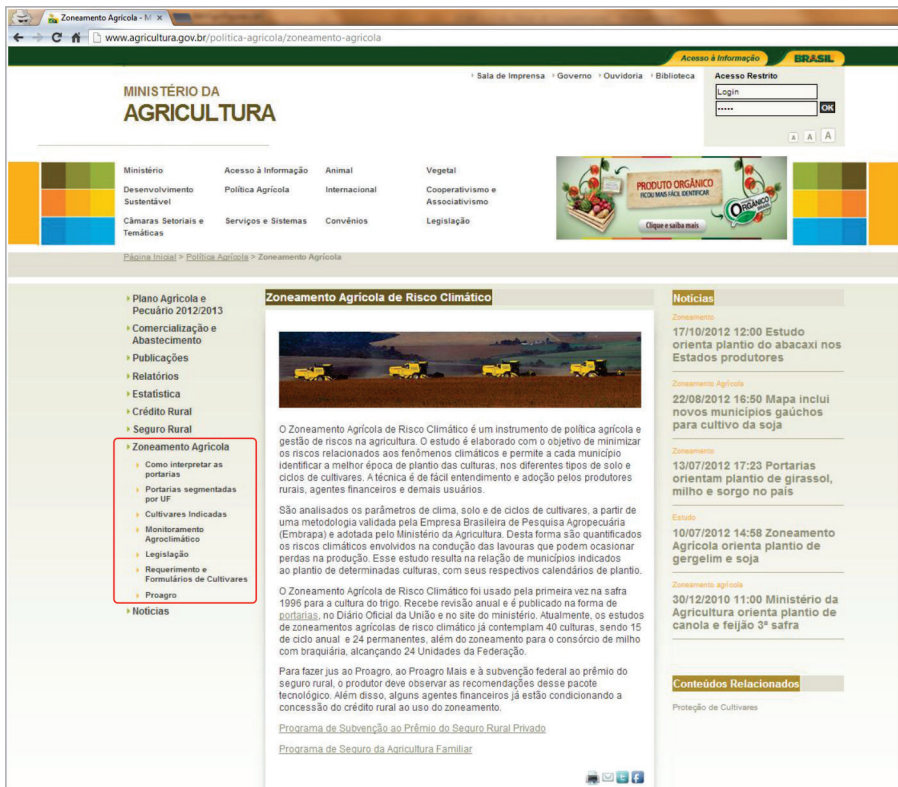 Zoneamento Agrícola - M
www.agricultura.gov.br/politica-agricola/zoneamento-agricola
Acesso à Informação
BRASIL
Sala de Imprensa
Governo
Ouvidoria
Biblioteca
Acesso Restrito
Login
•••••
OK
MINISTÉRIO DA
AGRICULTURA
A A A
Ministério
Acesso à Informação
Animal
Vegetal
Desenvolvimento
Sustentável
Política Agrícola
Internacional
Cooperativismo e
Associativismo
Câmaras Setoriais e
Temáticas
Serviços e Sistemas
Convênios
Legislação
PRODUTO ORGÂNICO
FICOU MAIS FÁCIL IDENTIFICAR
Clique e saiba mais
ORGÂNICO
BRASIL
Página Inicial > Política Agrícola > Zoneamento Agrícola
Plano Agrícola e
Pecuário 2012/2013
Comercialização e
Abastecimento
Publicações
Relatórios
Estatística
Crédito Rural
Seguro Rural
Zoneamento Agrícola
Como interpretar as
portarias
Portarias segmentadas
por UF
Cultivares Indicadas
Monitoramento
Agroclimático
Legislação
Requerimento e
Formulários de Cultivares
Proagro
Notícias
Zoneamento Agrícola de Risco Climático
O Zoneamento Agrícola de Risco Climático é um instrumento de política agrícola e
gestão de riscos na agricultura. O estudo é elaborado com o objetivo de minimizar
os riscos relacionados aos fenômenos climáticos e permite a cada município
identificar a melhor época de plantio das culturas, nos diferentes tipos de solo e
ciclos de cultivares. A técnica é de fácil entendimento e adoção pelos produtores
rurais, agentes financeiros e demais usuários.
São analisados os parâmetros de clima, solo e de ciclos de cultivares, a partir de
uma metodologia validada pela Empresa Brasileira de Pesquisa Agropecuária
(Embrapa) e adotada pelo Ministério da Agricultura. Desta forma são quantificados
os riscos climáticos envolvidos na condução das lavouras que podem ocasionar
perdas na produção. Esse estudo resulta na relação de municípios indicados
ao plantio de determinadas culturas, com seus respectivos calendários de plantio.
O Zoneamento Agrícola de Risco Climático foi usado pela primeira vez na safra
1996 para a cultura do trigo. Recebe revisão anual e é publicado na forma de
portarias, no Diário Oficial da União e no site do ministério. Atualmente, os estudos
de zoneamentos agrícolas de risco climático já contemplam 40 culturas, sendo 15
de ciclo anual e 24 permanentes, além do zoneamento para o consórcio de milho
com braquiária, alcançando 24 Unidades da Federação.
Para fazer jus ao Proagro, ao Proagro Mais e à subvenção federal ao prêmio do
seguro rural, o produtor deve observar as recomendações desse pacote
tecnológico. Além disso, alguns agentes financeiros já estão condicionando a
concessão do crédito rural ao uso do zoneamento.
Programa de Subvenção ao Prêmio do Seguro Rural Privado
Programa de Seguro da Agricultura Familiar
Notícias
Zoneamento
17/10/2012 12:00 Estudo
orienta plantio do abacaxi nos
Estados produtores
Zoneamento Agrícola
22/08/2012 16:50 Mapa inclui
novos municípios gaúchos
para cultivo da soja
Zoneamento
13/07/2012 17:23 Portarias
orientam plantio de girassol,
milho e sorgo no país
Estudo
10/07/2012 14:58 Zoneamento
Agrícola orienta plantio de
gergelim e soja
Zoneamento agrícola
30/12/2010 11:00 Ministério da
Agricultura orienta plantio de
canola e feijão 3ª safra
Conteúdos Relacionados
Proteção de Cultivares